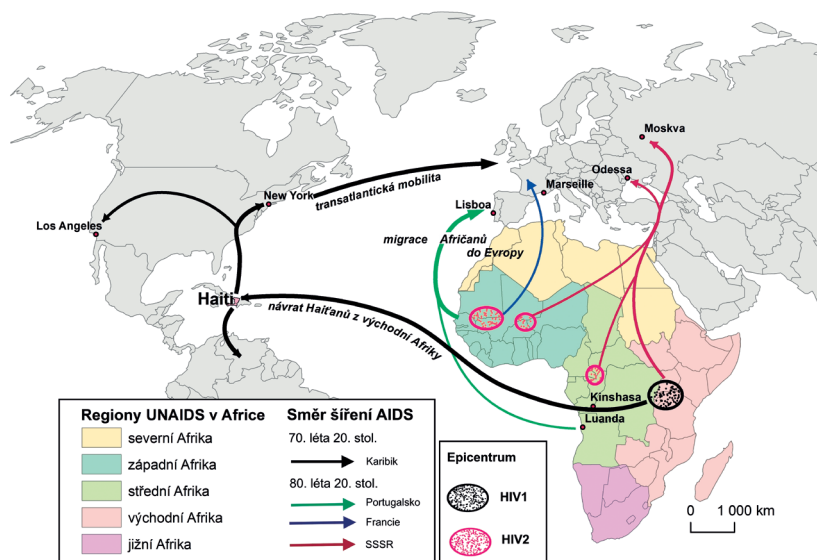 Moskva
Odessa
Marseille
Lisboa
New York
transatlantická mobilita
Los Angeles
migrace Afričanů
do Evropy
Haiti
návrat Haiťanů z východní Afriky
Kínshasa
Luanda
Regiony UNAIDS v Africe
severní Afrika
západní Afrika
střední Afrika
východní Afrika
jižní Afrika
Směr šíření AIDS
70. léta 20. stol.
Karibik
80. léta 20. stol.
Portugalsko
Francie
SSSR
Epicentrum
HIV1
HIV2
0 1 000 km